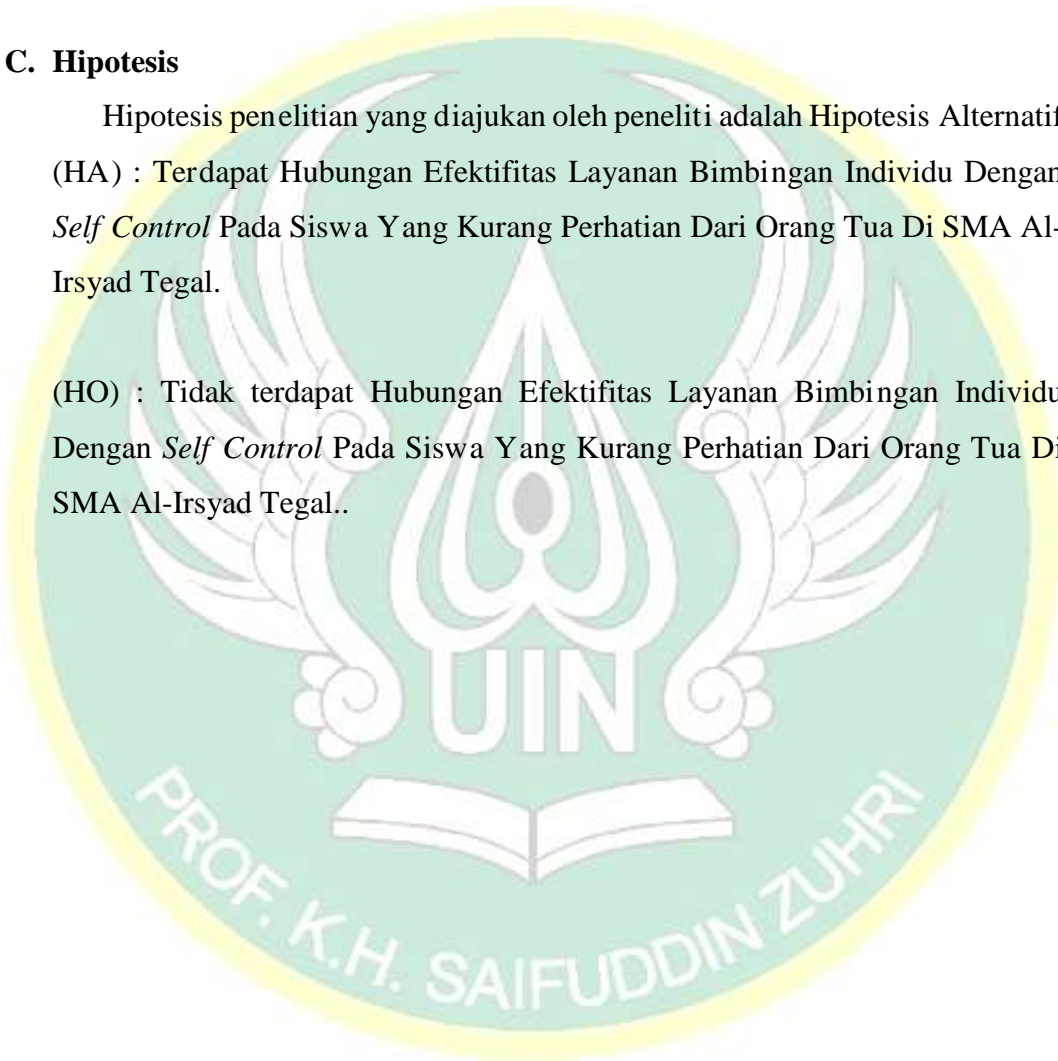 C. Hipotesis
Hipotesis penelitian yang diajukan oleh peneliti adalah Hipotesis Alternatif
(HA) : Terdapat Hubungan Efektifitas Layanan Bimbingan Individu Dengan
Self Control Pada Siswa Yang Kurang Perhatian Dari Orang Tua Di SMA Al-
Irsyad Tegal.
(HO) : Tidak terdapat Hubungan Efektifitas Layanan Bimbingan Individu
Dengan Self Control Pada Siswa Yang Kurang Perhatian Dari Orang Tua Di
SMA Al-Irsyad Tegal..
UIN
PROF. K.H. SAIFUDDIN ZUHRI